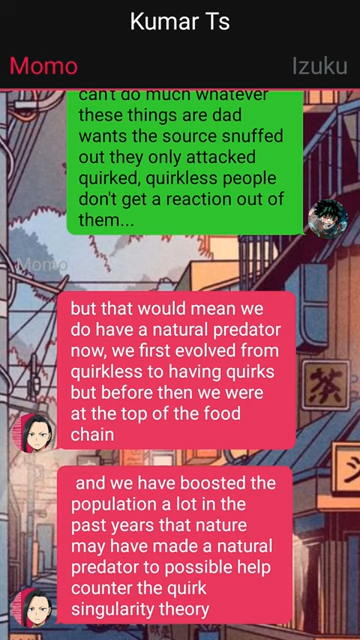 Kumar Ts
Momo
Izuku
can't do much whatever
these things are dad
wants the source snuffed
out they only attacked
quirked, quirkless people
don't get a reaction out of
them...
Momo
but that would mean we
do have a natural predator
now, we first evolved from
quirkless to having quirks
but before then we were
at the top of the food
chain
and we have boosted the
population a lot in the
past years that nature
may have made a natural
predator to possible help
counter the quirk
singularity theory